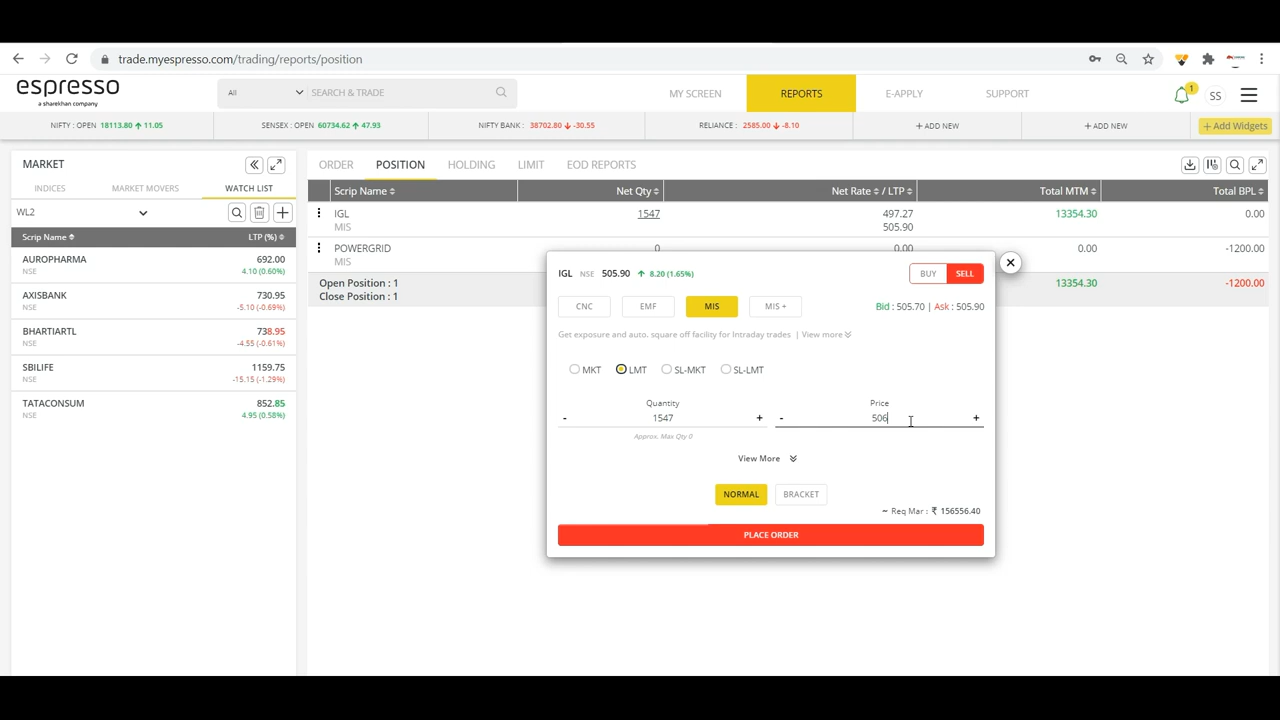 trade.myespresso.com/trading/reports/position
espresso
a sharekhan company
All
SEARCH & TRADE
MY SCREEN
REPORTS
E-APPLY
SUPPORT
1
SS
NIFTY : OPEN 18113.80 ↑ 11.05
SENSEX : OPEN 60734.62 ↑ 47.93
NIFTY BANK : 38702.80 ↓ -30.55
RELIANCE : 2585.00 ↓ -8.10
+ ADD NEW
+ ADD NEW
+ Add Widgets
MARKET
INDICES
MARKET MOVERS
WATCH LIST
WL2
Scrip Name
LTP (%)
AUROPHARMA 692.00
NSE 4.10 (0.60%)
AXISBANK 730.95
NSE -5.10 (-0.69%)
BHARTIARTL 738.95
NSE -4.55 (-0.61%)
SBILIFE 1159.75
NSE -15.15 (-1.29%)
TATACONSUM 852.85
NSE 4.95 (0.58%)
ORDER POSITION HOLDING LIMIT EOD REPORTS
Scrip Name Net Qty Net Rate / LTP Total MTM Total BPL
IGL 1547 497.27 13354.30 0.00
MIS 505.90
POWERGRID 0 0.00 0.00 -1200.00
MIS
Open Position : 1 13354.30 -1200.00
Close Position : 1
IGL NSE 505.90 ↑ 8.20 (1.65%)
BUY SELL
CNC EMF MIS MIS +
Bid : 505.70 | Ask : 505.90
Get exposure and auto. square off facility for Intraday trades | View more
MKT LMT SL-MKT SL-LMT
Quantity Price
- 1547 + - 506 +
Approx. Max Qty 0
View More
NORMAL BRACKET
~ Req Mar : ₹ 156556.40
PLACE ORDER